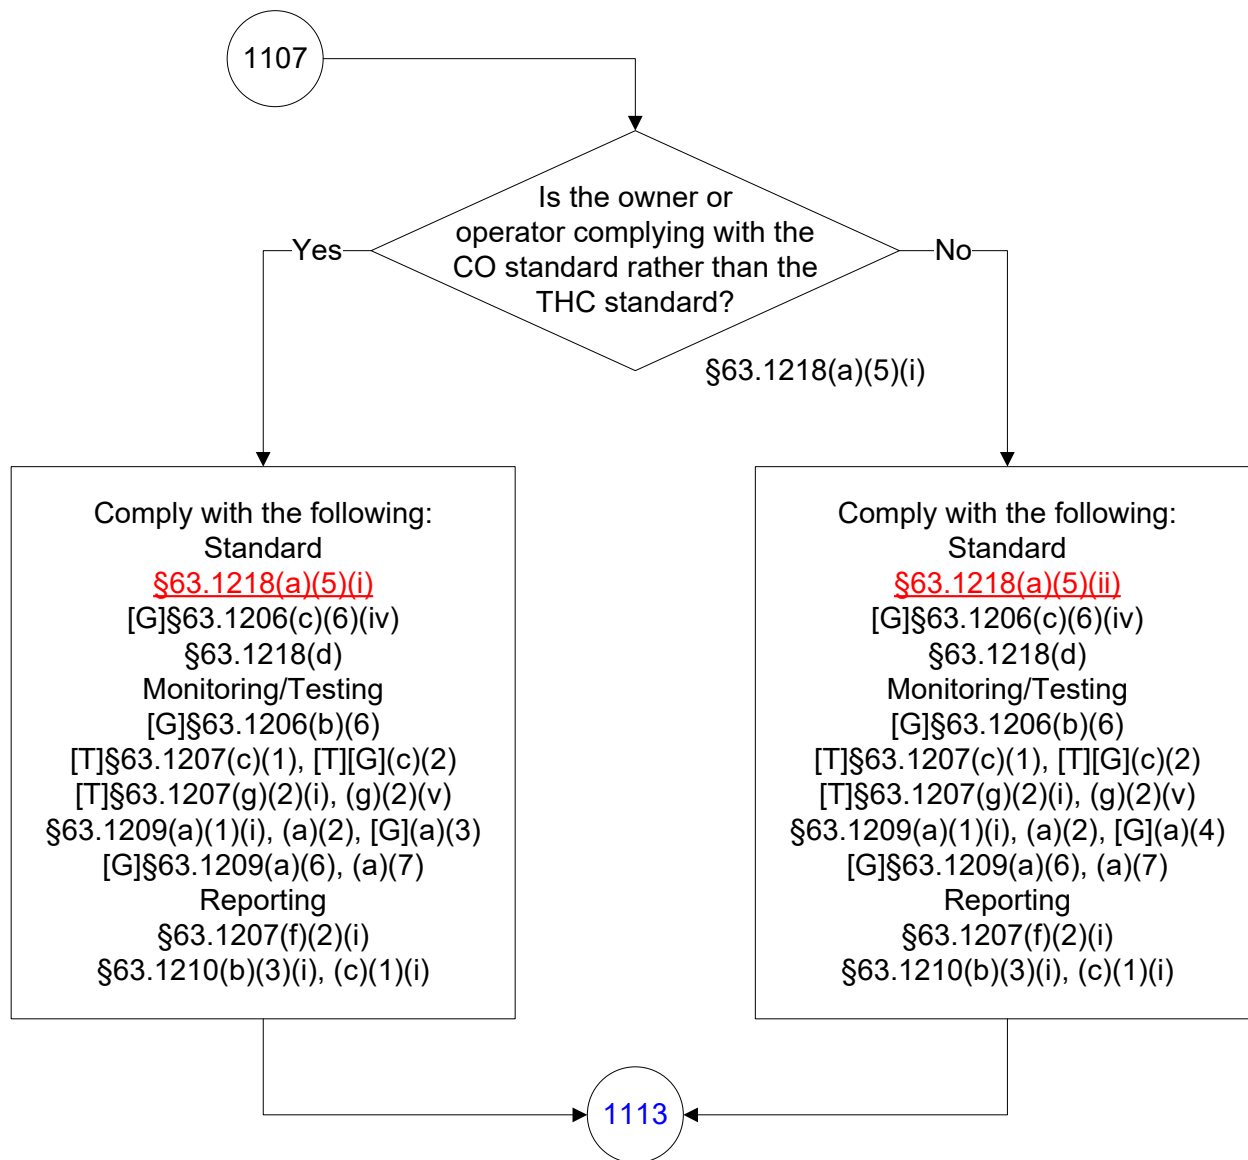 1107
Is the owner or
operator complying with the
CO standard rather than the
THC standard?
Yes
No
§63.1218(a)(5)(i)
Comply with the following:
Standard
§63.1218(a)(5)(i)
[G]§63.1206(c)(6)(iv)
§63.1218(d)
Monitoring/Testing
[G]§63.1206(b)(6)
[T]§63.1207(c)(1), [T][G](c)(2)
[T]§63.1207(g)(2)(i), (g)(2)(v)
§63.1209(a)(1)(i), (a)(2), [G](a)(3)
[G]§63.1209(a)(6), (a)(7)
Reporting
§63.1207(f)(2)(i)
§63.1210(b)(3)(i), (c)(1)(i)
Comply with the following:
Standard
§63.1218(a)(5)(ii)
[G]§63.1206(c)(6)(iv)
§63.1218(d)
Monitoring/Testing
[G]§63.1206(b)(6)
[T]§63.1207(c)(1), [T][G](c)(2)
[T]§63.1207(g)(2)(i), (g)(2)(v)
§63.1209(a)(1)(i), (a)(2), [G](a)(4)
[G]§63.1209(a)(6), (a)(7)
Reporting
§63.1207(f)(2)(i)
§63.1210(b)(3)(i), (c)(1)(i)
1113